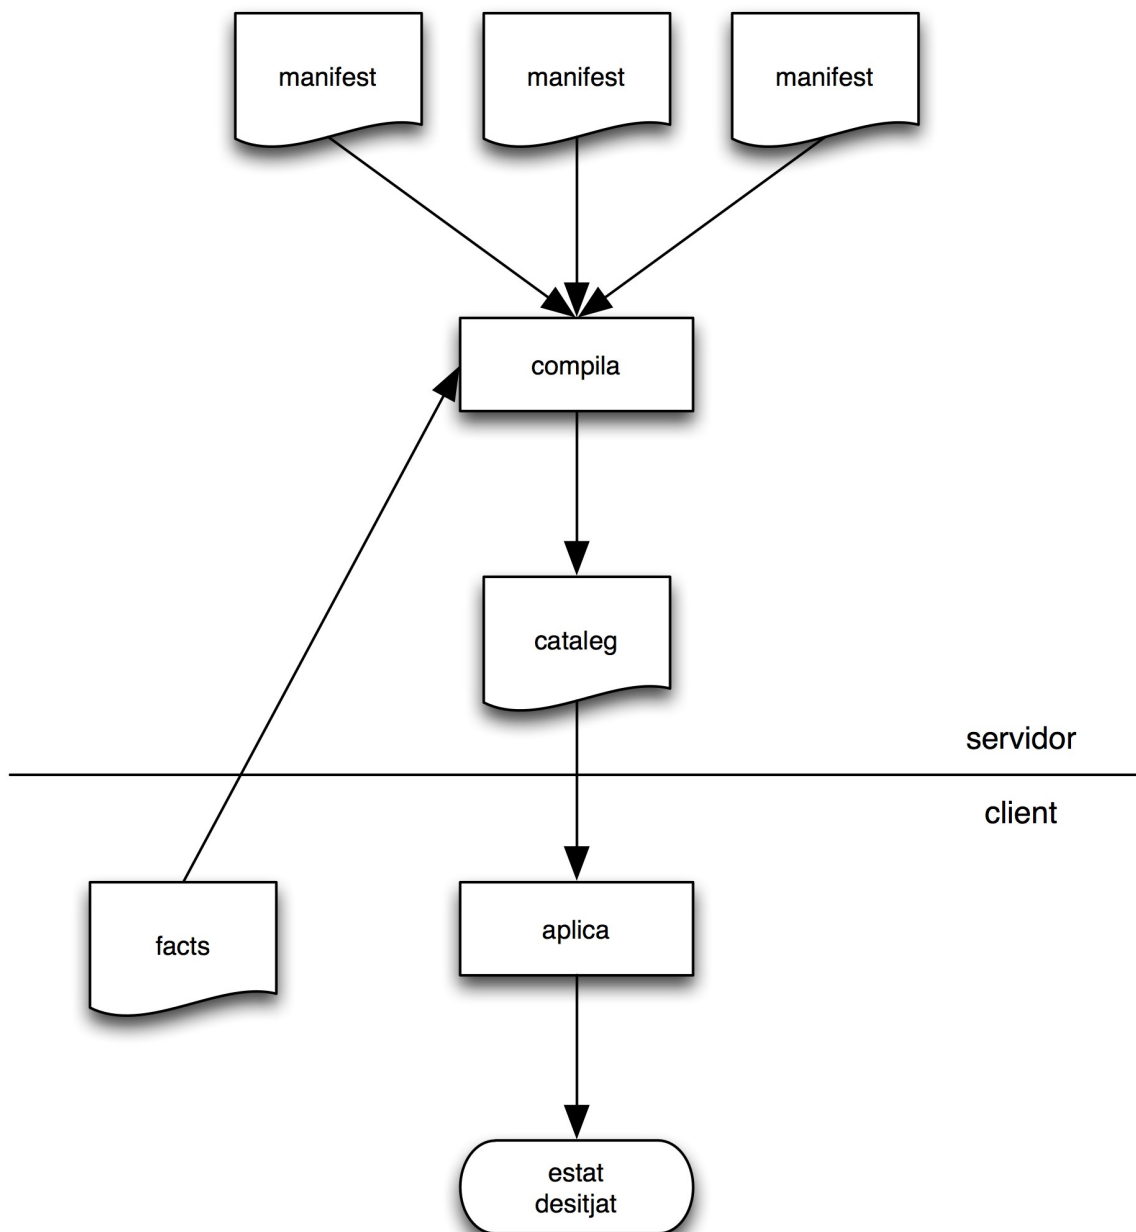 manifest
manifest
manifest
compila
cataleg
servidor
client
facts
aplica
estat
desitjat